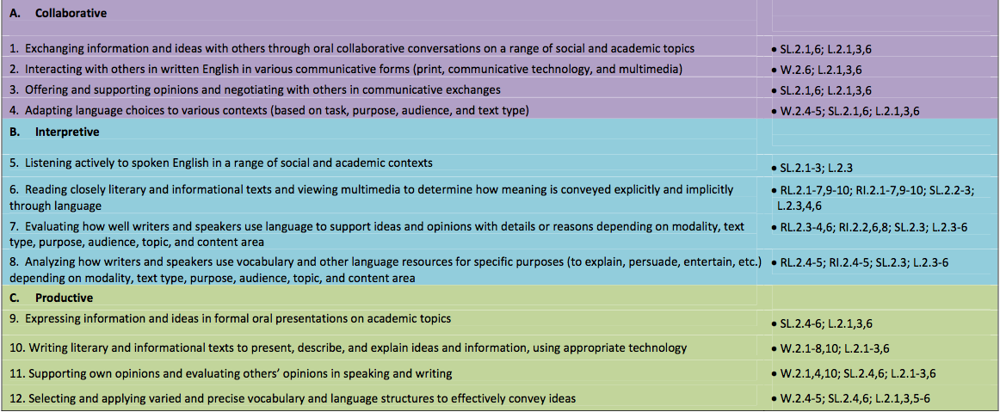 A. Collaborative
1. Exchanging information and ideas with others through oral collaborative conversations on a range of social and academic topics • SL.2.1,6; L.2.1,3,6
2. Interacting with others in written English in various communicative forms (print, communicative technology, and multimedia) • W.2.6; L.2.1,3,6
3. Offering and supporting opinions and negotiating with others in communicative exchanges • SL.2.1,6; L.2.1,3,6
4. Adapting language choices to various contexts (based on task, purpose, audience, and text type) • W.2.4-5; SL.2.1,6; L.2.1,3,6
B. Interpretive
5. Listening actively to spoken English in a range of social and academic contexts • SL.2.1-3; L.2.3
6. Reading closely literary and informational texts and viewing multimedia to determine how meaning is conveyed explicitly and implicitly
through language
• RL.2.1-7,9-10; RI.2.1-7,9-10; SL.2.2-3;
L.2.3,4,6
7. Evaluating how well writers and speakers use language to support ideas and opinions with details or reasons depending on modality, text
type, purpose, audience, topic, and content area
• RL.2.3-4,6; RI.2.2,6,8; SL.2.3; L.2.3-6
8. Analyzing how writers and speakers use vocabulary and other language resources for specific purposes (to explain, persuade, entertain, etc.)
depending on modality, text type, purpose, audience, topic, and content area
• RL.2.4-5; RI.2.4-5; SL.2.3; L.2.3-6
C. Productive
9. Expressing information and ideas in formal oral presentations on academic topics • SL.2.4-6; L.2.1,3,6
10. Writing literary and informational texts to present, describe, and explain ideas and information, using appropriate technology • W.2.1-8,10; L.2.1-3,6
11. Supporting own opinions and evaluating others’ opinions in speaking and writing • W.2.1,4,10; SL.2.4,6; L.2.1-3,6
12. Selecting and applying varied and precise vocabulary and language structures to effectively convey ideas • W.2.4-5; SL.2.4,6; L.2.1,3,5-6